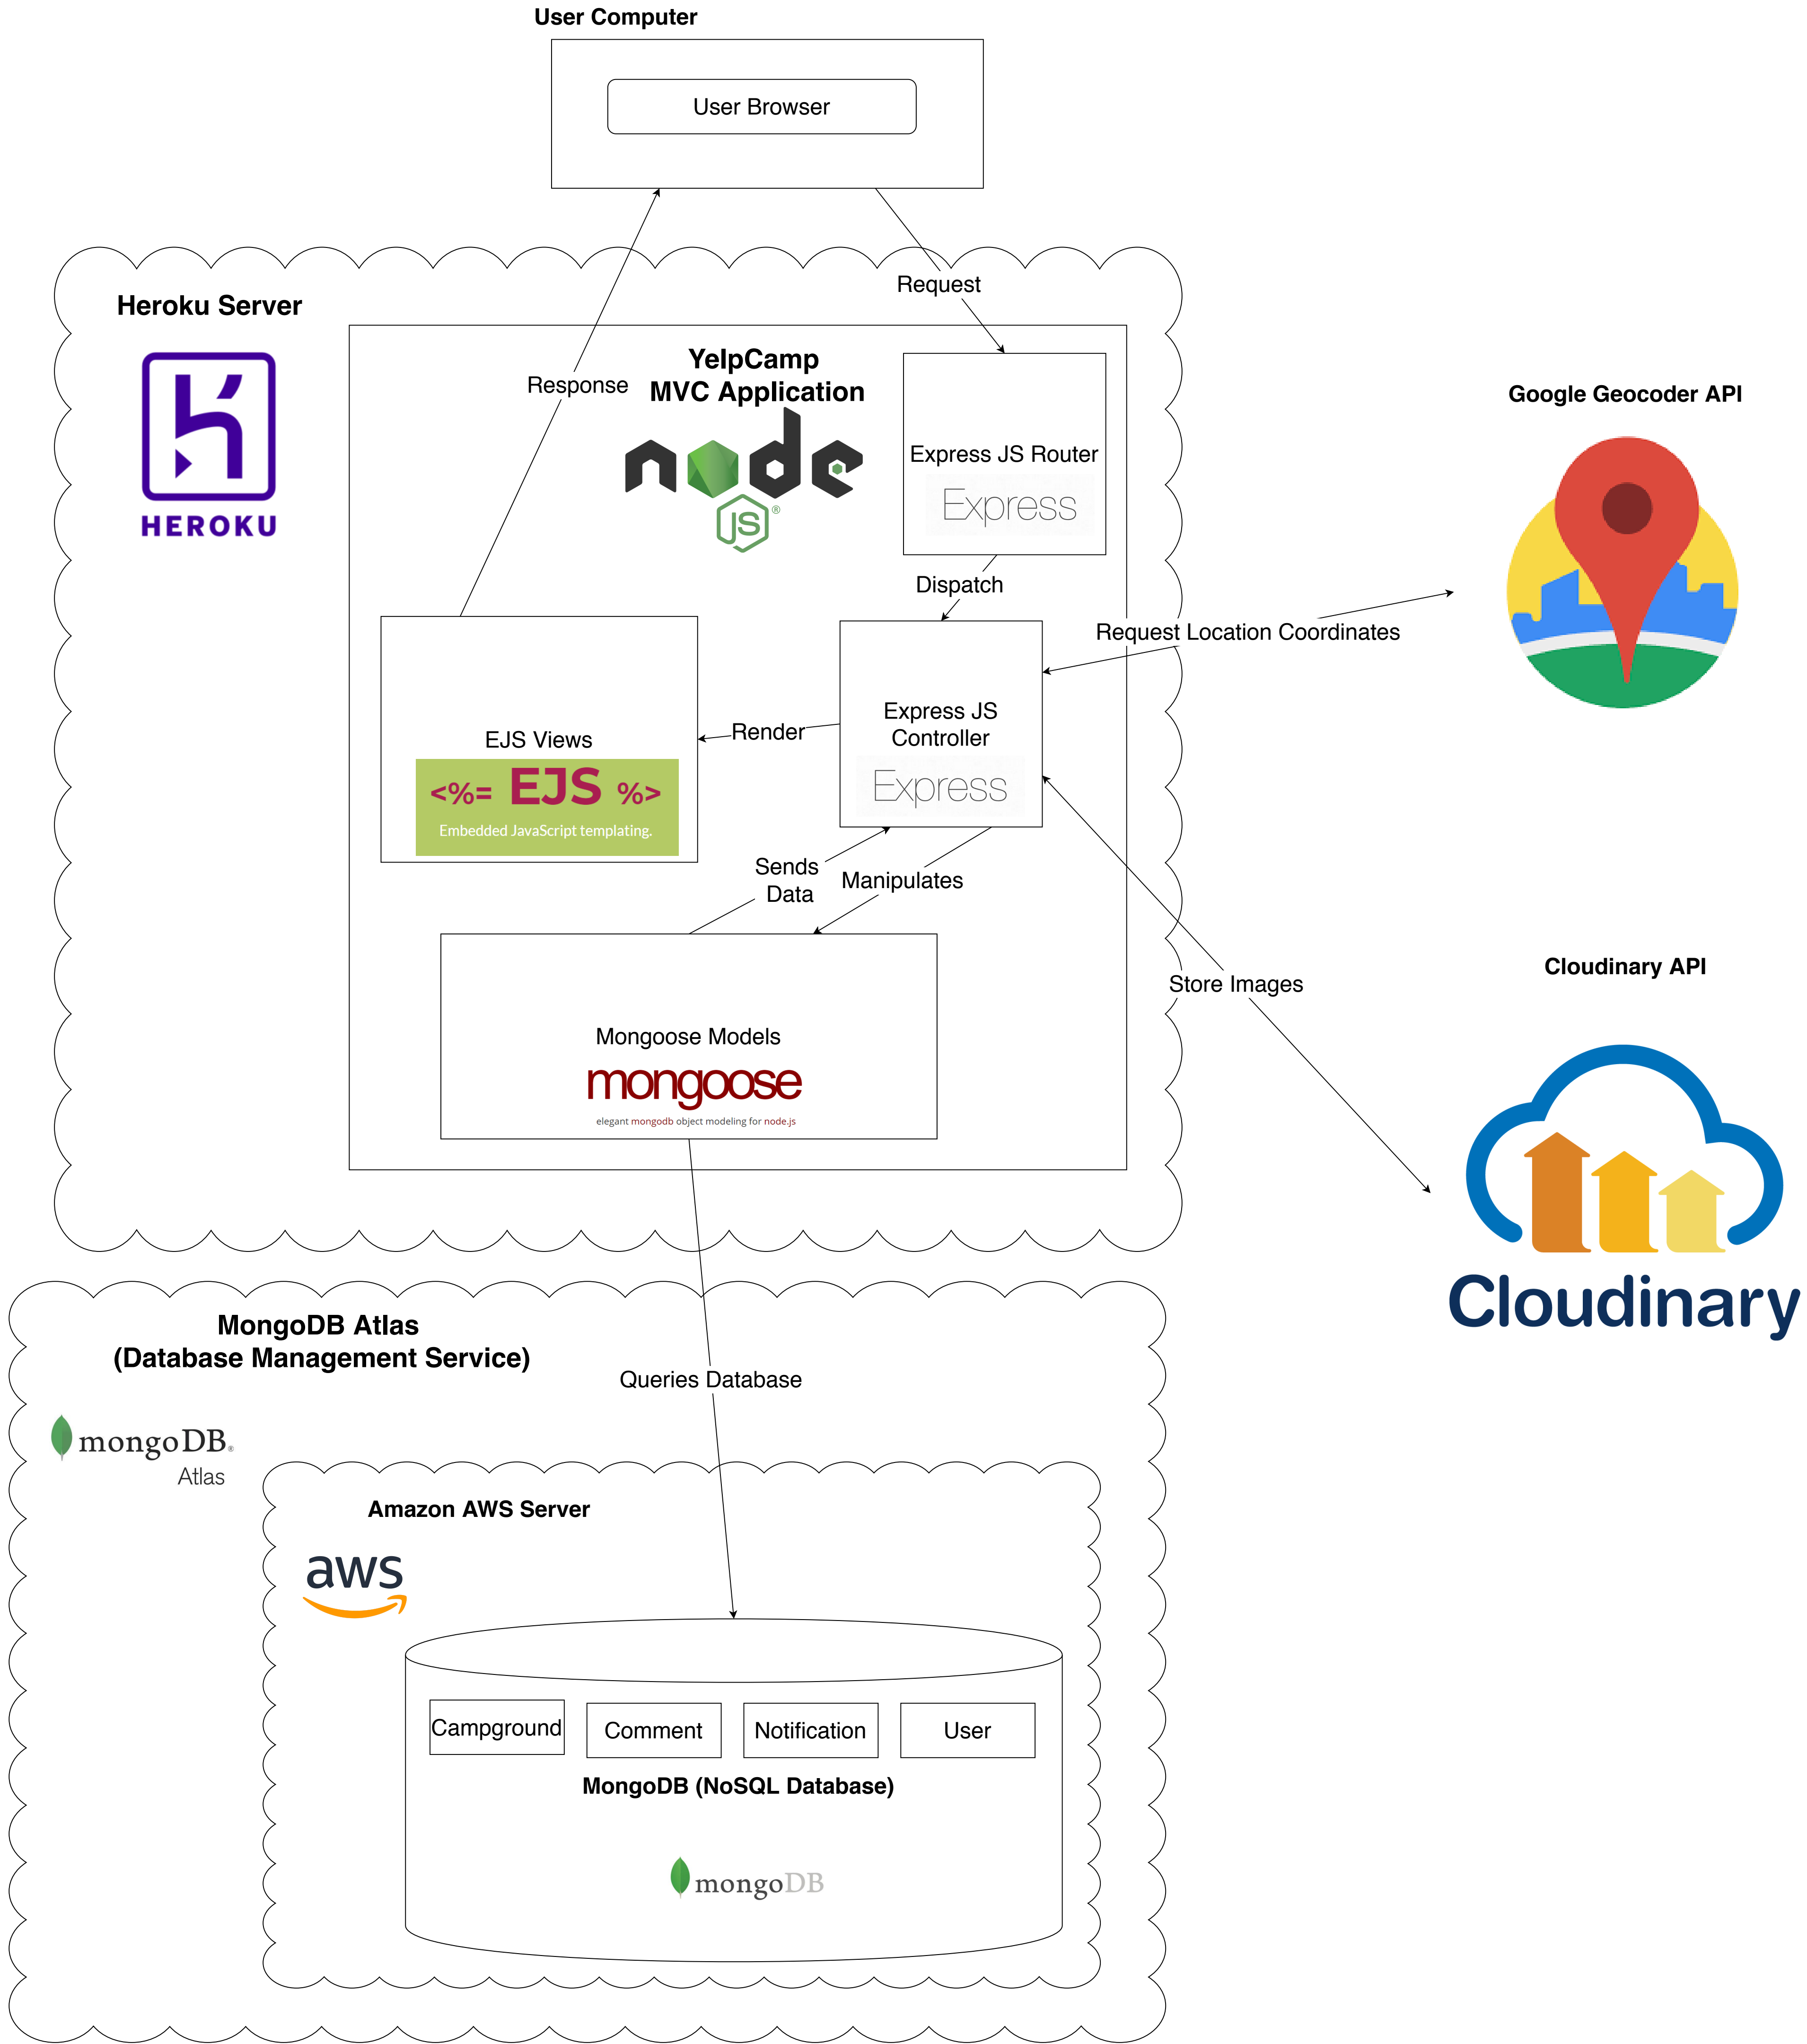 User Computer
User Browser
Request
Heroku Server
HEROKU
Response
YelpCamp
MVC Application
node
JS ®
Express JS Router
Express
Dispatch
Google Geocoder API
Request Location Coordinates
EJS Views
<%= EJS %>
Embedded JavaScript templating.
Render
Express JS
Controller
Express
Sends
Data
Manipulates
Mongoose Models
mongoose
elegant mongodb object modeling for node.js
Store Images
Cloudinary API
Cloudinary
MongoDB Atlas
(Database Management Service)
mongoDB®
Atlas
Queries Database
Amazon AWS Server
aws
Campground
Comment
Notification
User
MongoDB (NoSQL Database)
mongoDB